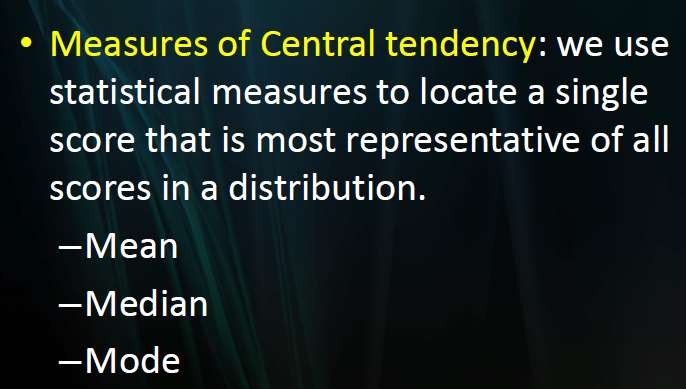 • Measures of Central tendency: we use
statistical measures to locate a single
score that is most representative of all
scores in a distribution.
–Mean
–Median
–Mode